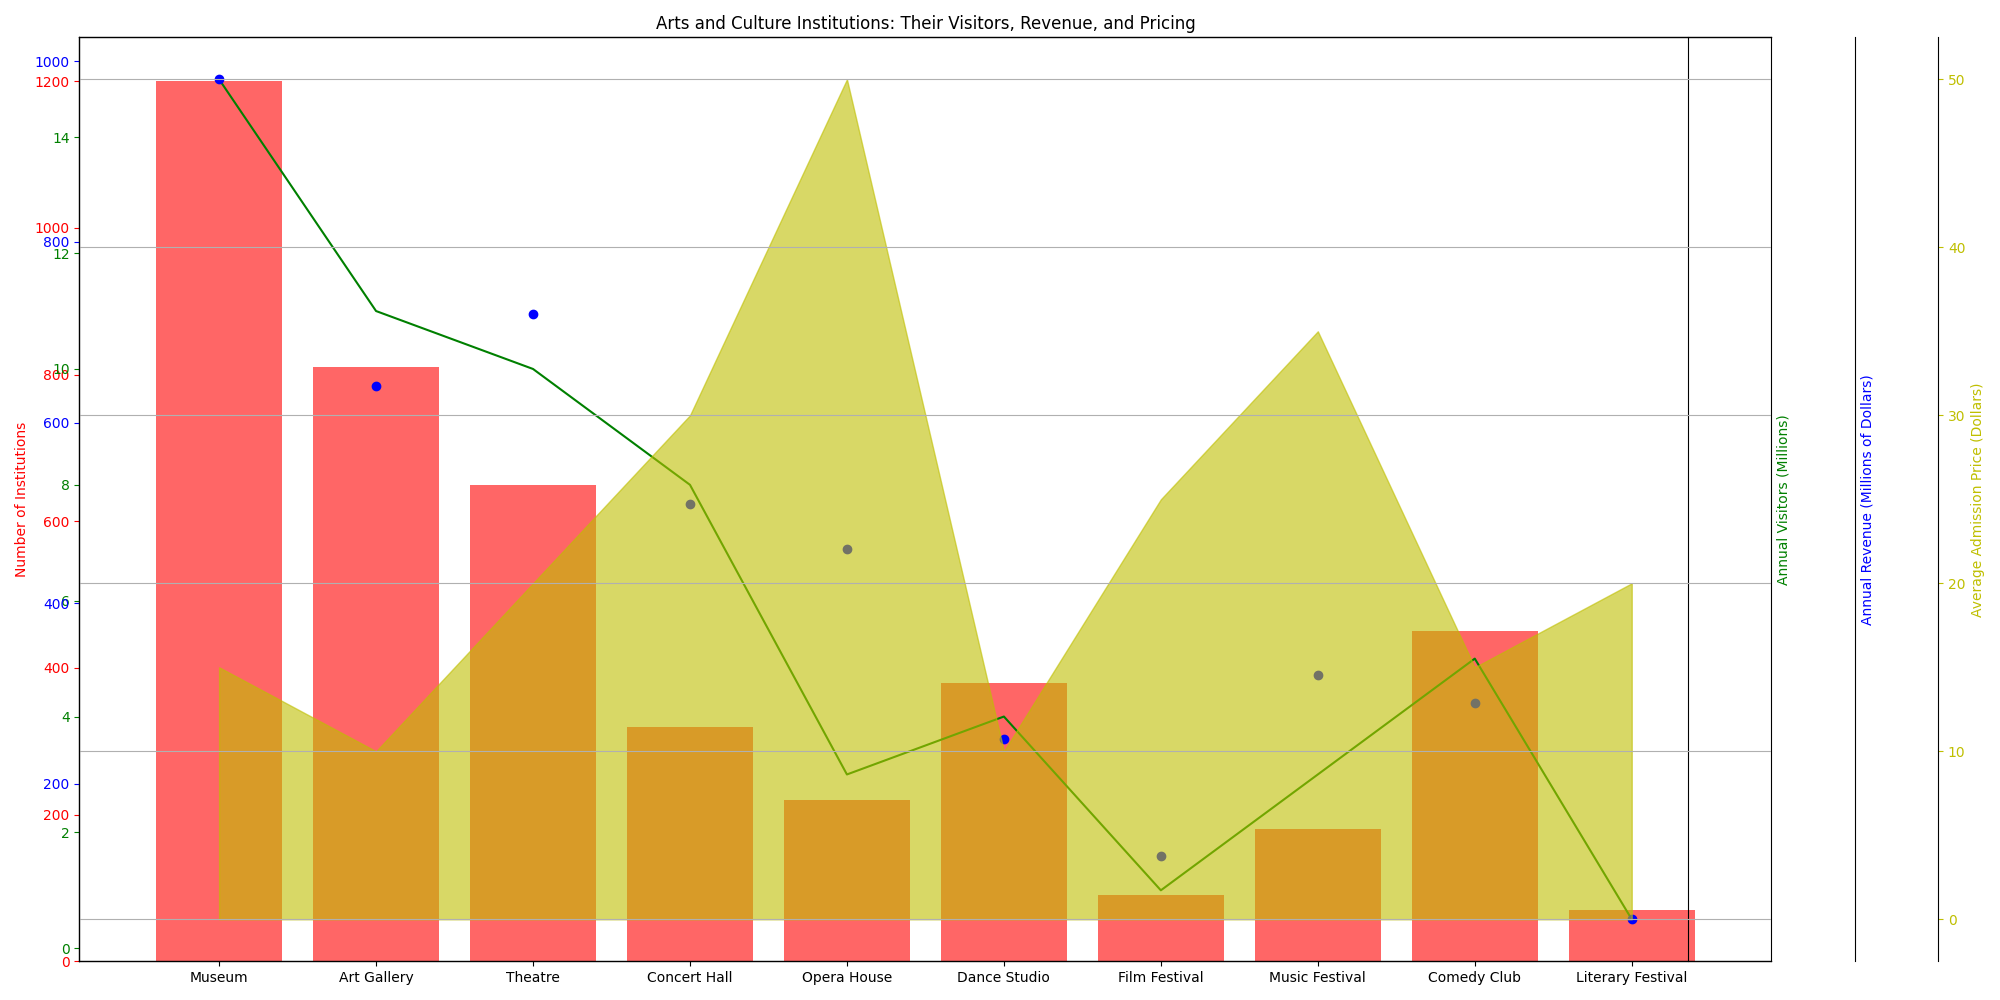 Arts and Culture Institutions: Their Visitors, Revenue, and Pricing
1000
1200
50
14
1000
800
12
40
10
800
600
30
8
600
6
400
20
400
4
10
200
200
2
0
0
0
Number of Institutions
Annual Visitors (Millions)
Annual Revenue (Millions of Dollars)
Average Admission Price (Dollars)
Museum
Art Gallery
Theatre
Concert Hall
Opera House
Dance Studio
Film Festival
Music Festival
Comedy Club
Literary Festival